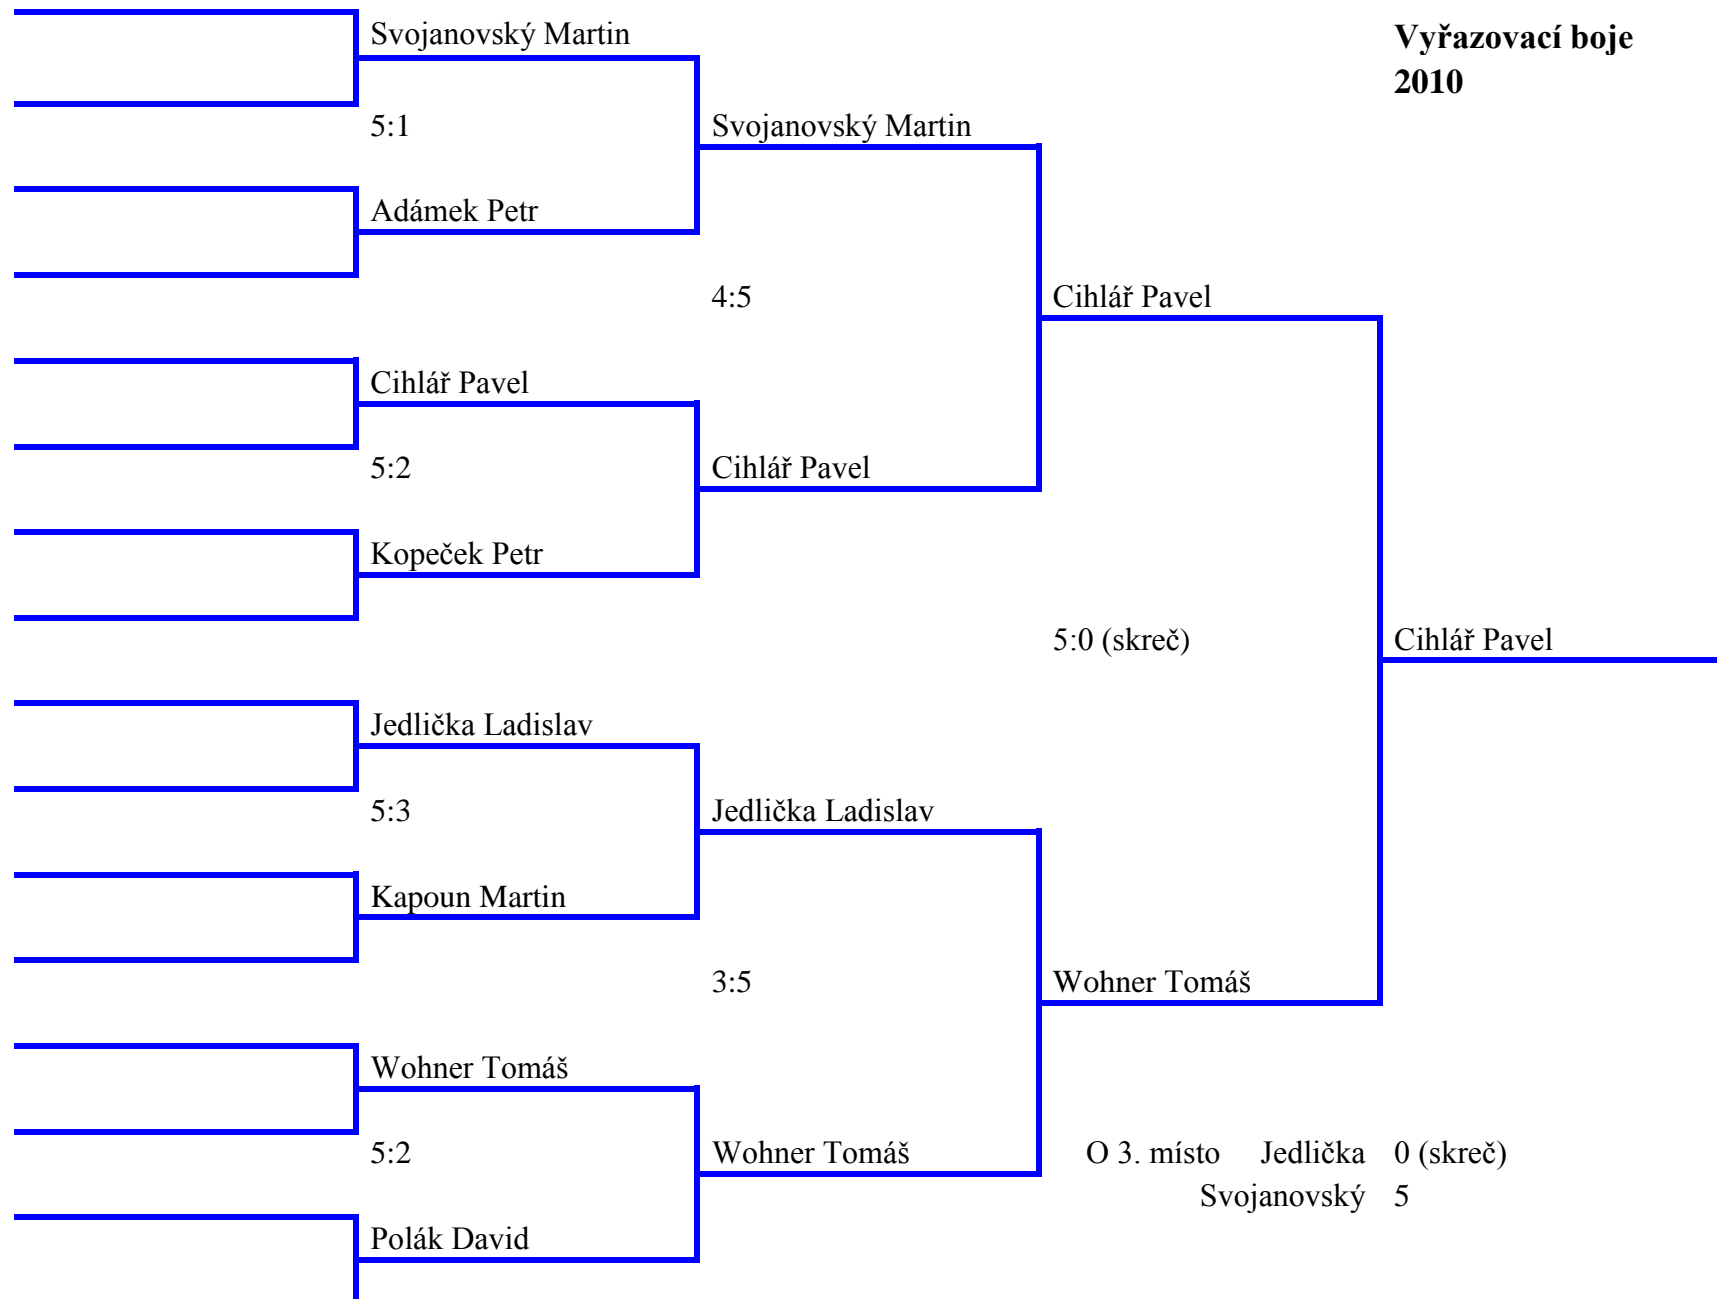 Svojanovský Martin
Vyřazovací boje
2010
5:1
Svojanovský Martin
Adámek Petr
4:5
Cihlář Pavel
Cihlář Pavel
5:2
Cihlář Pavel
Kopeček Petr
5:0 (skreč)
Cihlář Pavel
Jedlička Ladislav
5:3
Jedlička Ladislav
Kapoun Martin
3:5
Wohner Tomáš
Wohner Tomáš
5:2
Wohner Tomáš
O 3. místo Jedlička 0 (skreč)
Svojanovský 5
Polák David